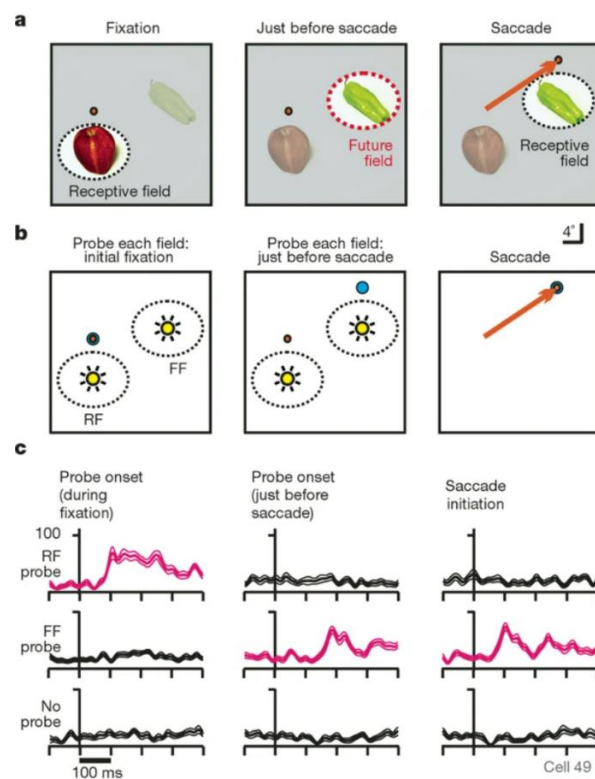 a
Fixation
Just before saccade
Saccade
Receptive field
Future
field
Receptive
field
b
4°
Probe each field:
initial fixation
Probe each field:
just before saccade
Saccade
FF
RF
c
Probe onset
(during
fixation)
Probe onset
(just before
saccade)
Saccade
initiation
100
RF
probe
FF
probe
No
probe
100 ms
Cell 49